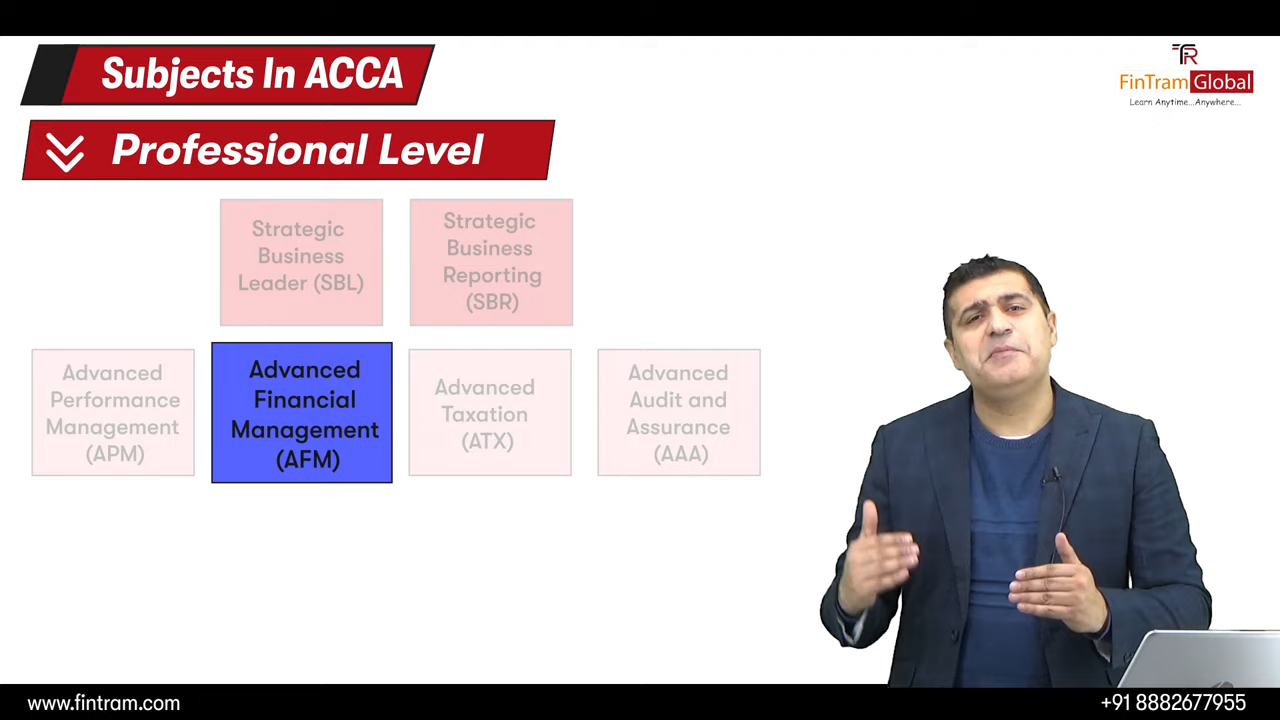 Subjects In ACCA
FinTram Global
Learn Anytime...Anywhere...
Professional Level
Strategic
Business
Leader (SBL)
Strategic
Business
Reporting
(SBR)
Advanced
Performance
Management
(APM)
Advanced
Financial
Management
(AFM)
Advanced
Taxation
(ATX)
Advanced
Audit and
Assurance
(AAA)
www.fintram.com
+91 8882677955